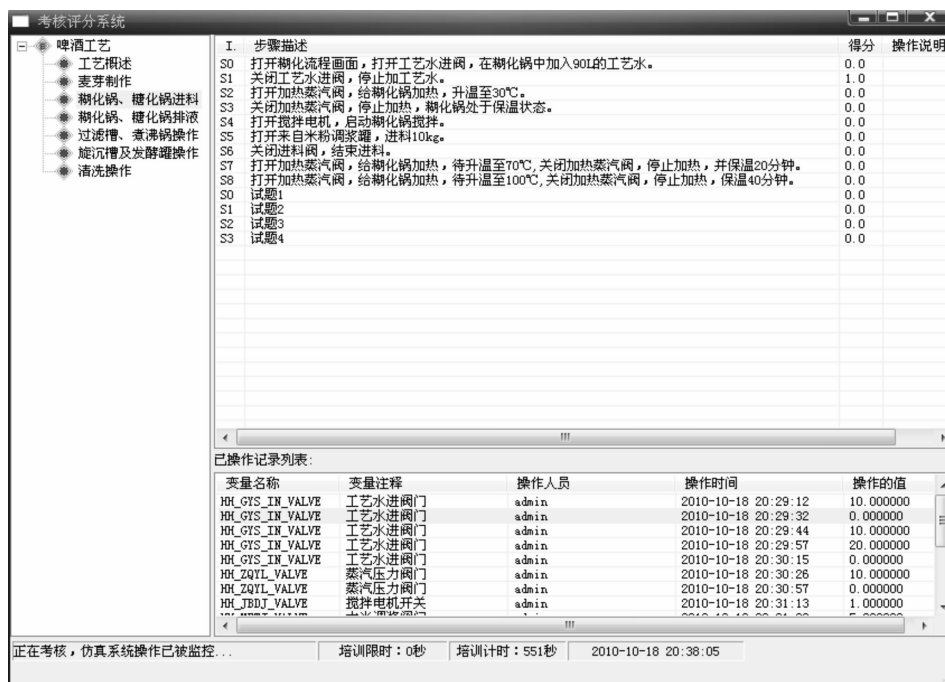 考核评分系统
啤酒工艺
工艺概述
麦芽制作
糊化锅、糖化锅进料
糊化锅、糖化锅排液
过滤槽、煮沸锅操作
旋沉槽及发酵罐操作
清洗操作
I. 步骤描述 得分 操作说明
S0 打开糊化流程画面，打开工艺水进阀，在糊化锅中加入90L的工艺水。 0.0
S1 关闭工艺水进阀，停止加工艺水。 1.0
S2 打开加热蒸汽阀，给糊化锅加热，升温至30℃。 0.0
S3 关闭加热蒸汽阀，停止加热，糊化锅处于保温状态。 0.0
S4 打开搅拌电机，启动糊化锅搅拌。 0.0
S5 打开来自米粉调浆罐，进料10kg。 0.0
S6 关闭进料阀，结束进料。 0.0
S7 打开加热蒸汽阀，给糊化锅加热，待升温至70℃,关闭加热蒸汽阀，停止加热，并保温20分钟。 0.0
S8 打开加热蒸汽阀，给糊化锅加热，待升温至100℃,关闭加热蒸汽阀，停止加热，保温40分钟。 0.0
S0 试题1 0.0
S1 试题2 0.0
S2 试题3 0.0
S3 试题4 0.0
已操作记录列表:
变量名称 变量注释 操作人员 操作时间 操作的值
HH_GYS_IN_VALVE 工艺水进阀门 admin 2010-10-18 20:29:12 10.000000
HH_GYS_IN_VALVE 工艺水进阀门 admin 2010-10-18 20:29:32 0.000000
HH_GYS_IN_VALVE 工艺水进阀门 admin 2010-10-18 20:29:44 10.000000
HH_GYS_IN_VALVE 工艺水进阀门 admin 2010-10-18 20:29:57 20.000000
HH_GYS_IN_VALVE 工艺水进阀门 admin 2010-10-18 20:30:15 0.000000
HH_ZQYL_VALVE 蒸汽压力阀门 admin 2010-10-18 20:30:26 10.000000
HH_ZQYL_VALVE 蒸汽压力阀门 admin 2010-10-18 20:30:57 0.000000
HH_JBDJ_VALVE 搅拌电机开关 admin 2010-10-18 20:31:13 1.000000
正在考核，仿真系统操作已被监控... 培训限时：0秒 培训计时：551秒 2010-10-18 20:38:05